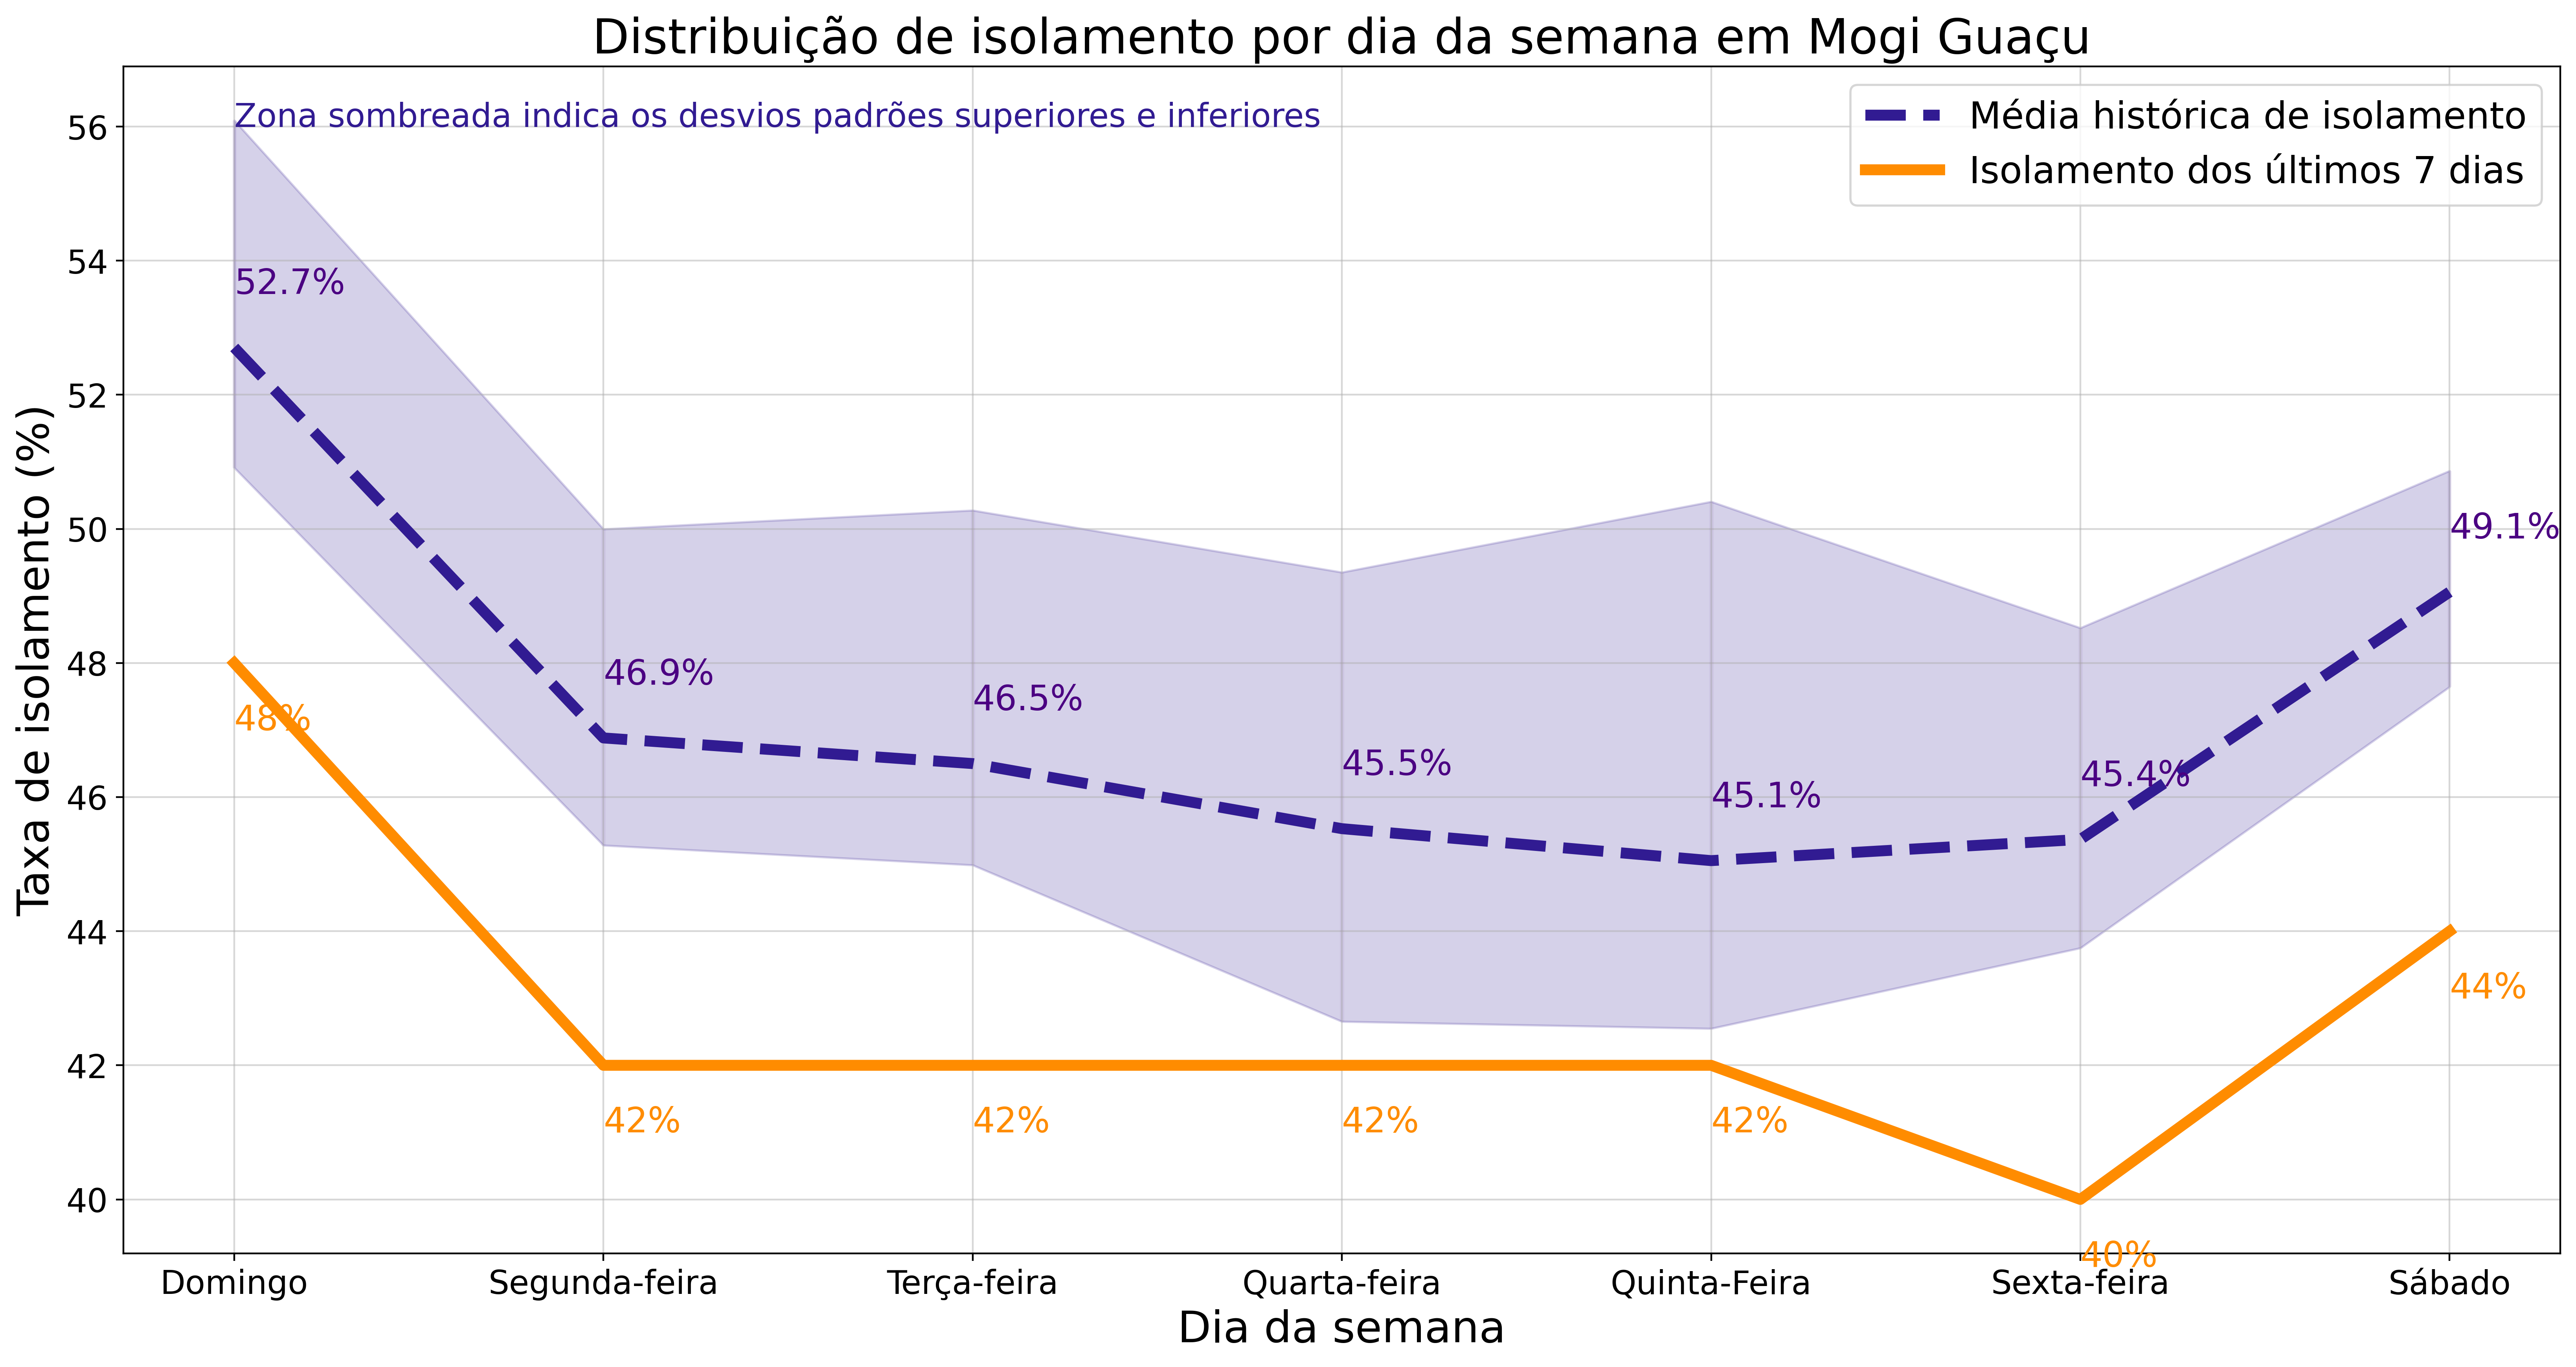 Distribuição de isolamento por dia da semana em Mogi Guaçu
Zona sombreada indica os desvios padrões superiores e inferiores
Média histórica de isolamento
Isolamento dos últimos 7 dias
Taxa de isolamento (%)
56
54
52
50
48
46
44
42
40
52.7%
46.9%
46.5%
45.5%
45.1%
45.4%
49.1%
48%
42%
42%
42%
42%
40%
44%
Domingo
Segunda-feira
Terça-feira
Quarta-feira
Quinta-Feira
Sexta-feira
Sábado
Dia da semana